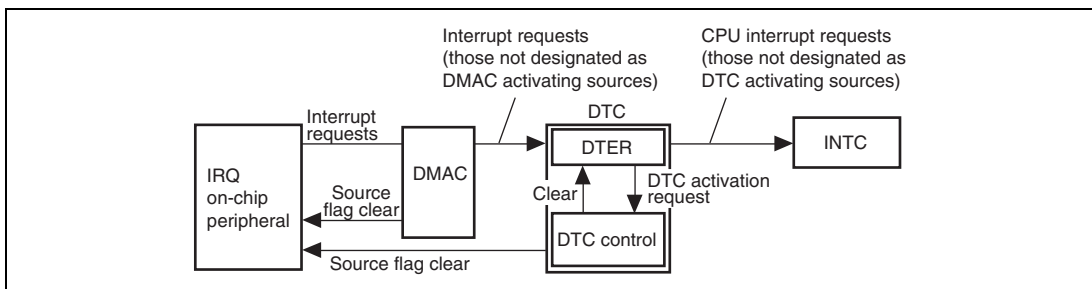 Interrupt requests
(those not designated as
DMAC activating sources)
CPU interrupt requests
(those not designated as
DTC activating sources)
Interrupt
requests
DTC
DTER
INTC
IRQ
on-chip
peripheral
DMAC
Source
flag clear
Clear
DTC activation
request
DTC control
Source flag clear